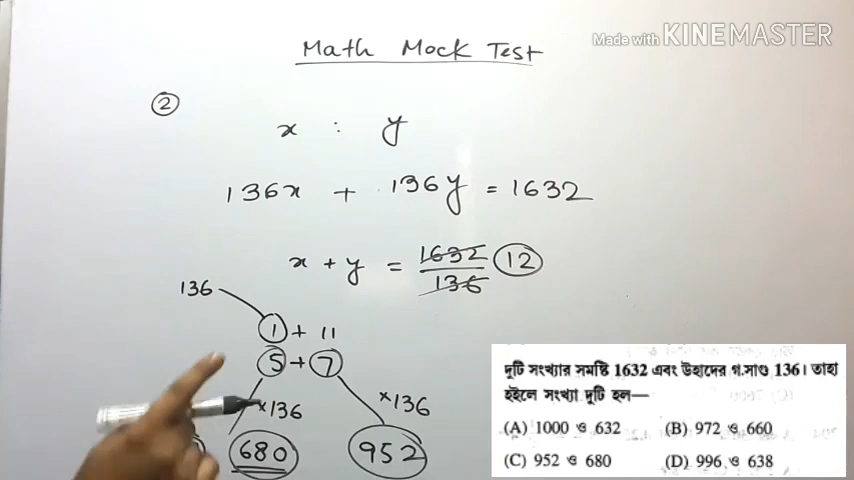 Math Mock Test
Made with KINEMASTER
②
x : y
136x + 136y = 1632
x + y = 1632/136 12
136
1 + 11
5 + 7
×136 ×136
680 952
দুটি সংখ্যার সমষ্টি 1632 এবং উহাদের গ.সাগু 136। তাহা
হইলে সংখ্যা দুটি হল—
(A) 1000 ও 632 (B) 972 ও 660
(C) 952 ও 680 (D) 996 ও 638